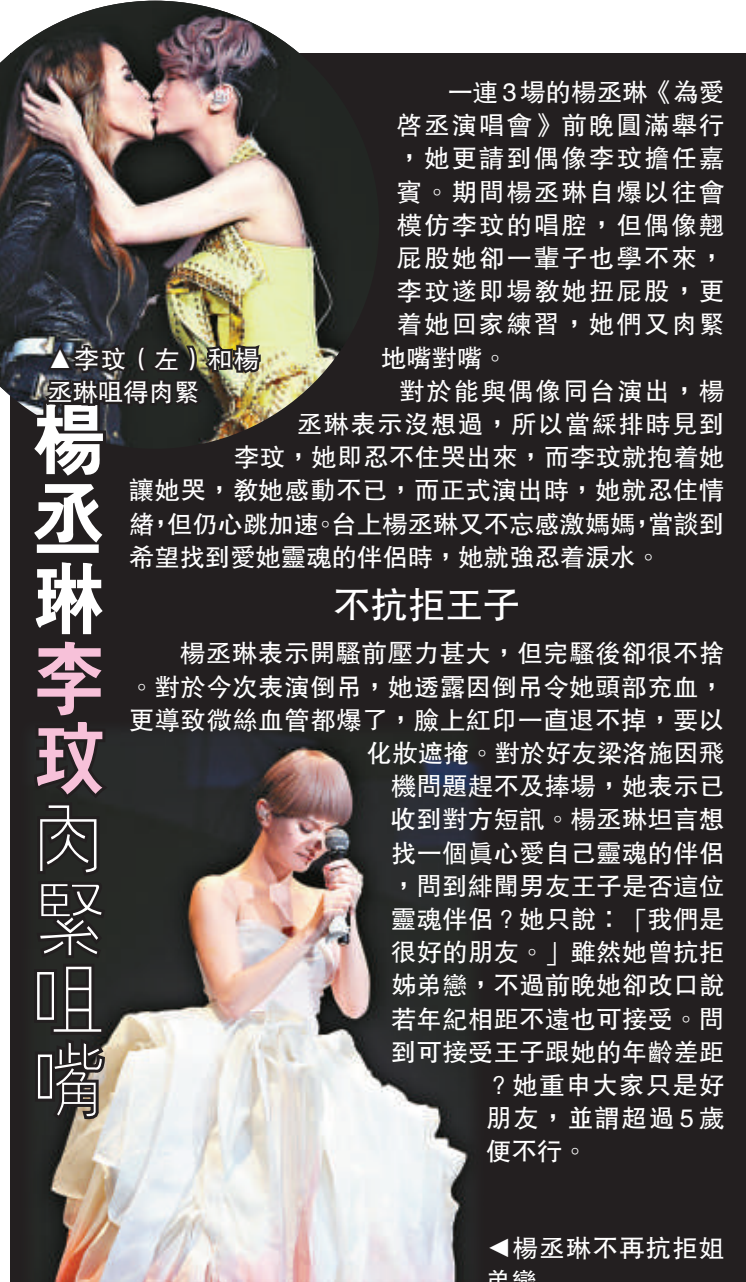 楊丞琳李玟肉緊咀嘴
▲李玟（左）和楊
丞琳咀得肉緊
一連3場的楊丞琳《為愛
啓丞演唱會》前晚圓滿舉行
，她更請到偶像李玟擔任嘉
賓。期間楊丞琳自爆以往會
模仿李玟的唱腔，但偶像翹
屁股她卻一輩子也學不來，
李玟遂即場教她扭屁股，更
着她回家練習，她們又肉緊
地嘴對嘴。
對於能與偶像同台演出，楊
丞琳表示沒想過，所以當綵排時見到
李玟，她即忍不住哭出來，而李玟就抱着她
讓她哭，教她感動不已，而正式演出時，她就忍住情
緒，但仍心跳加速。台上楊丞琳又不忘感激媽媽，當談到
希望找到愛她靈魂的伴侶時，她就強忍着淚水。
不抗拒王子
楊丞琳表示開騷前壓力甚大，但完騷後卻很不捨
。對於今次表演倒吊，她透露因倒吊令她頭部充血，
更導致微絲血管都爆了，臉上紅印一直退不掉，要以
化妝遮掩。對於好友梁洛施因飛
機問題趕不及捧場，她表示已
收到對方短訊。楊丞琳坦言想
找一個眞心愛自己靈魂的伴侶
，問到緋聞男友王子是否這位
靈魂伴侶？她只說：「我們是
很好的朋友。」雖然她曾抗拒
姊弟戀，不過前晚她卻改口說
若年紀相距不遠也可接受。問
到可接受王子跟她的年齡差距
？她重申大家只是好
朋友，並謂超過5歲
便不行。
◀楊丞琳不再抗拒姐
弟戀